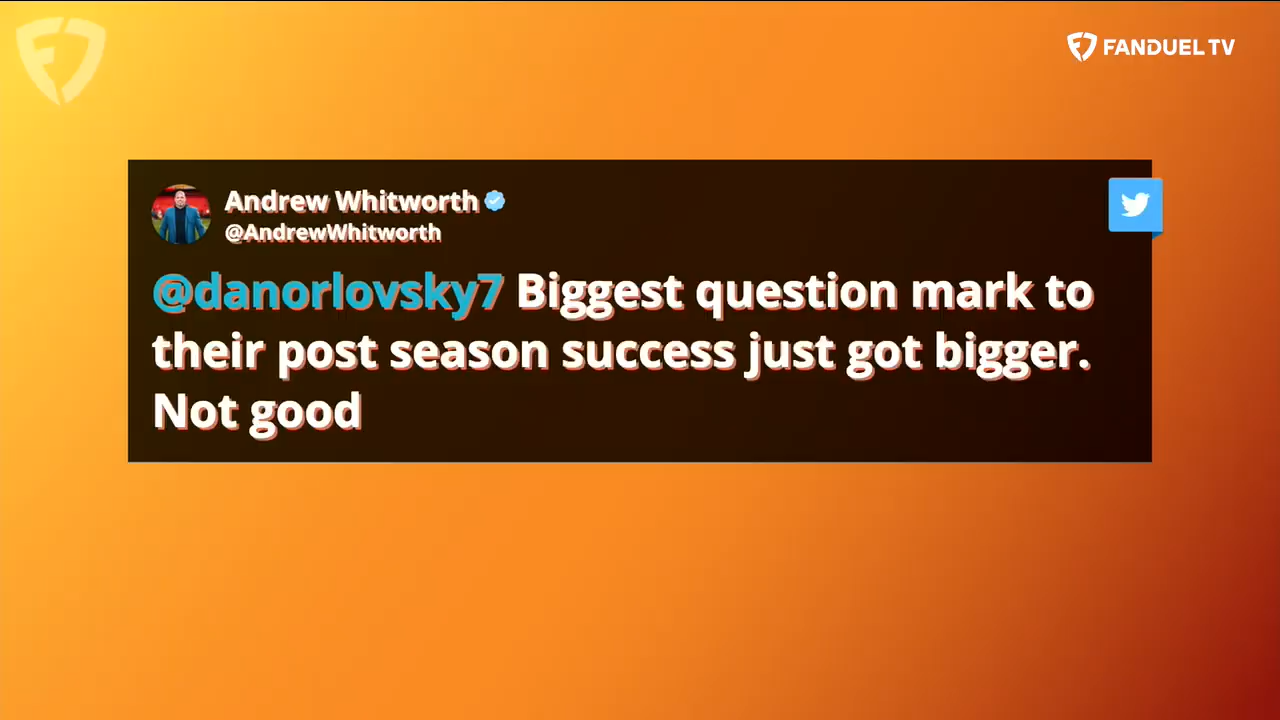 FANDUEL TV
Andrew Whitworth
@AndrewWhitworth
@danorlovsky7 Biggest question mark to
their post season success just got bigger.
Not good